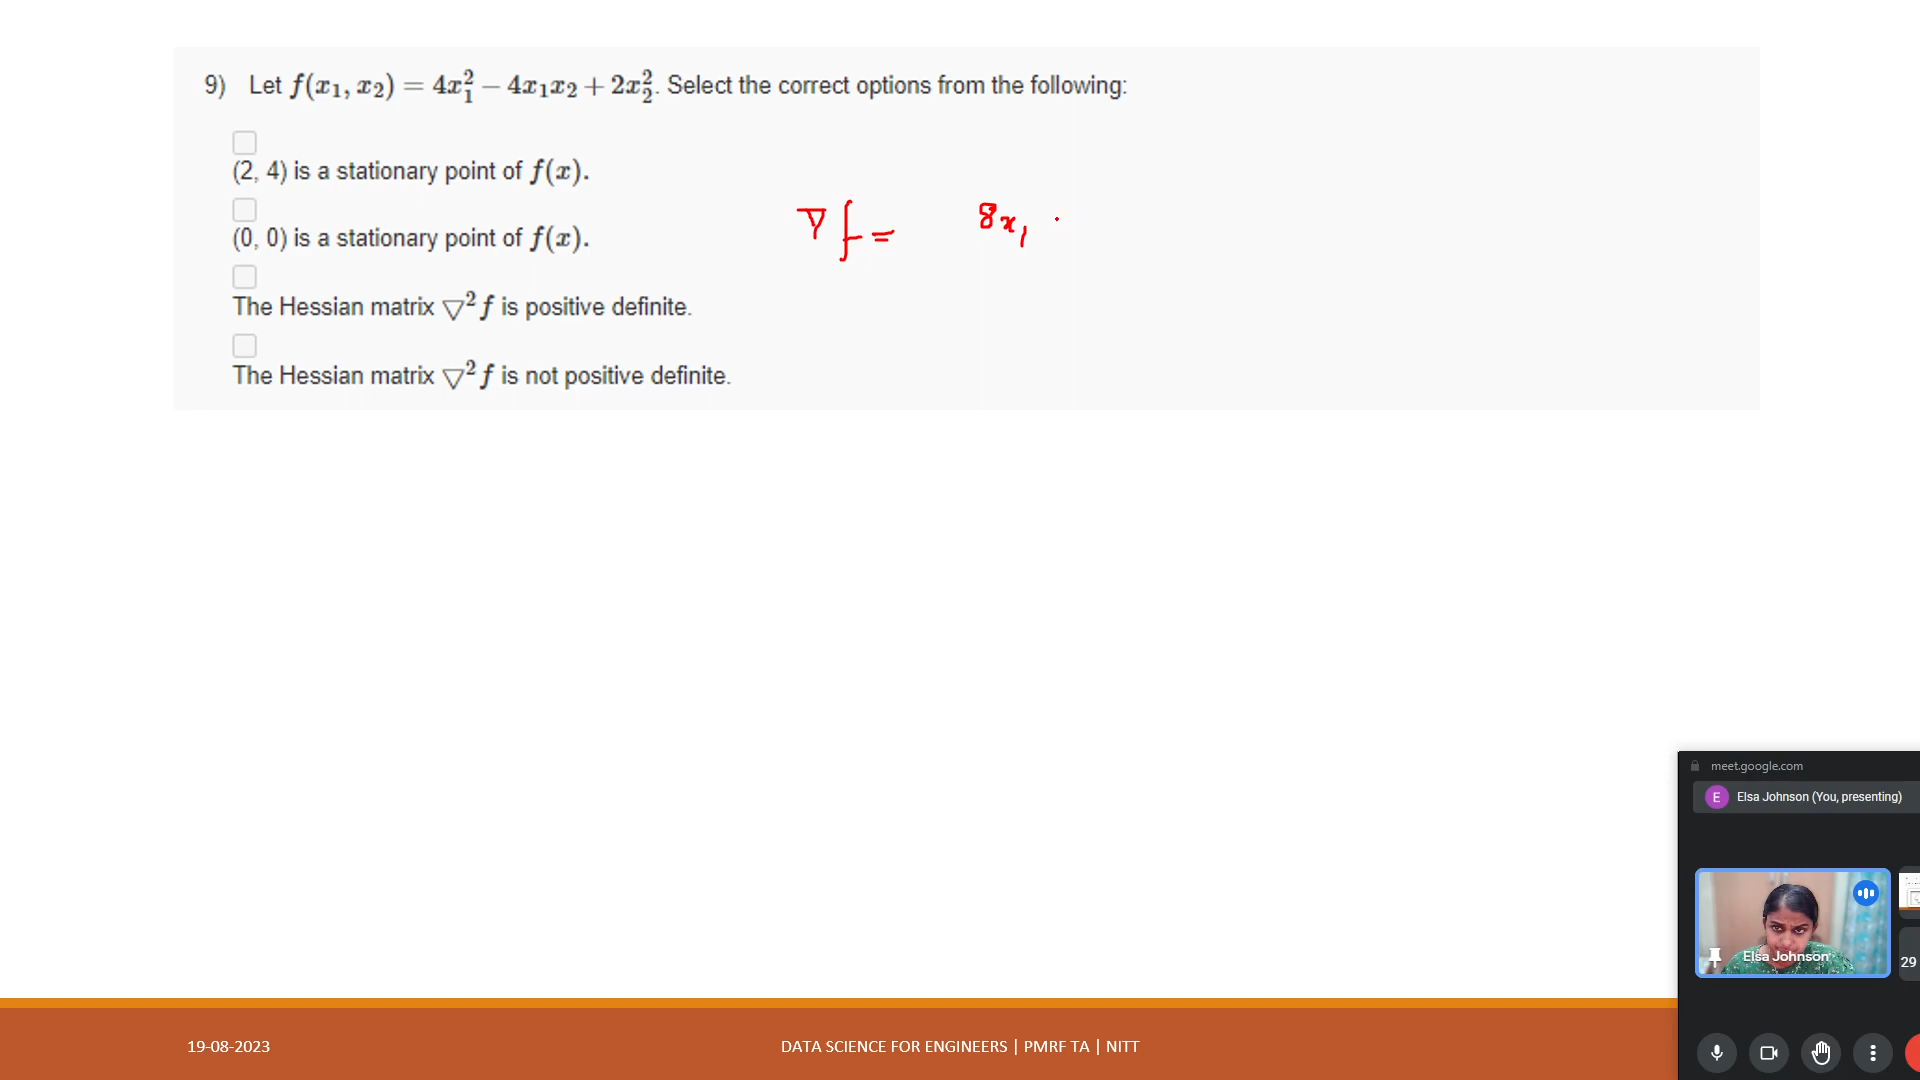 9) Let f(x₁, x₂) = 4x₁² − 4x₁x₂ + 2x₂². Select the correct options from the following:
(2, 4) is a stationary point of f(x).
(0, 0) is a stationary point of f(x).
The Hessian matrix ▽²f is positive definite.
The Hessian matrix ▽²f is not positive definite.
∇f = 8x₁
meet.google.com
E Elsa Johnson (You, presenting)
Elsa Johnson
29
19-08-2023
DATA SCIENCE FOR ENGINEERS | PMRF TA | NITT